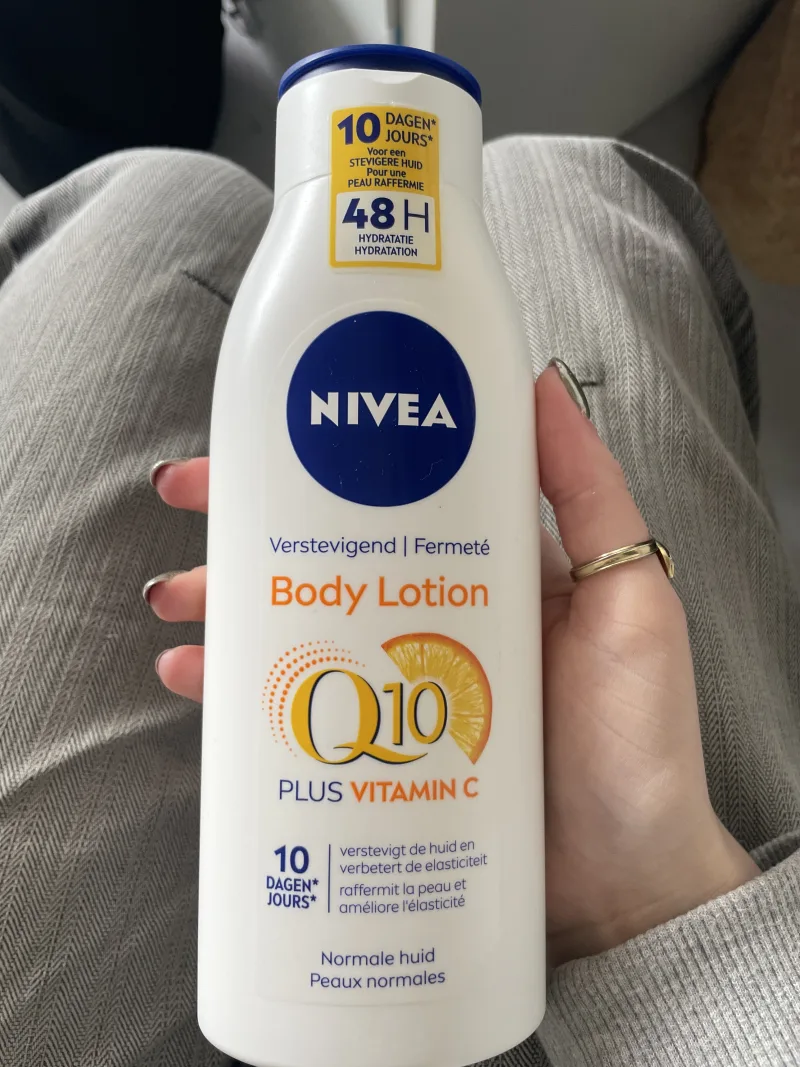 10 DAGEN*
JOURS*
Voor een
STEVIGERE HUID
Pour une
PEAU RAFFERMIE
48H
HYDRATATIE
HYDRATATION
NIVEA
Verstevigend | Fermeté
Body Lotion
Q10
PLUS VITAMIN C
10
DAGEN*
JOURS*
verstevigt de huid en
verbetert de elasticiteit
raffermit la peau et
améliore l'élasticité
Normale huid
Peaux normales